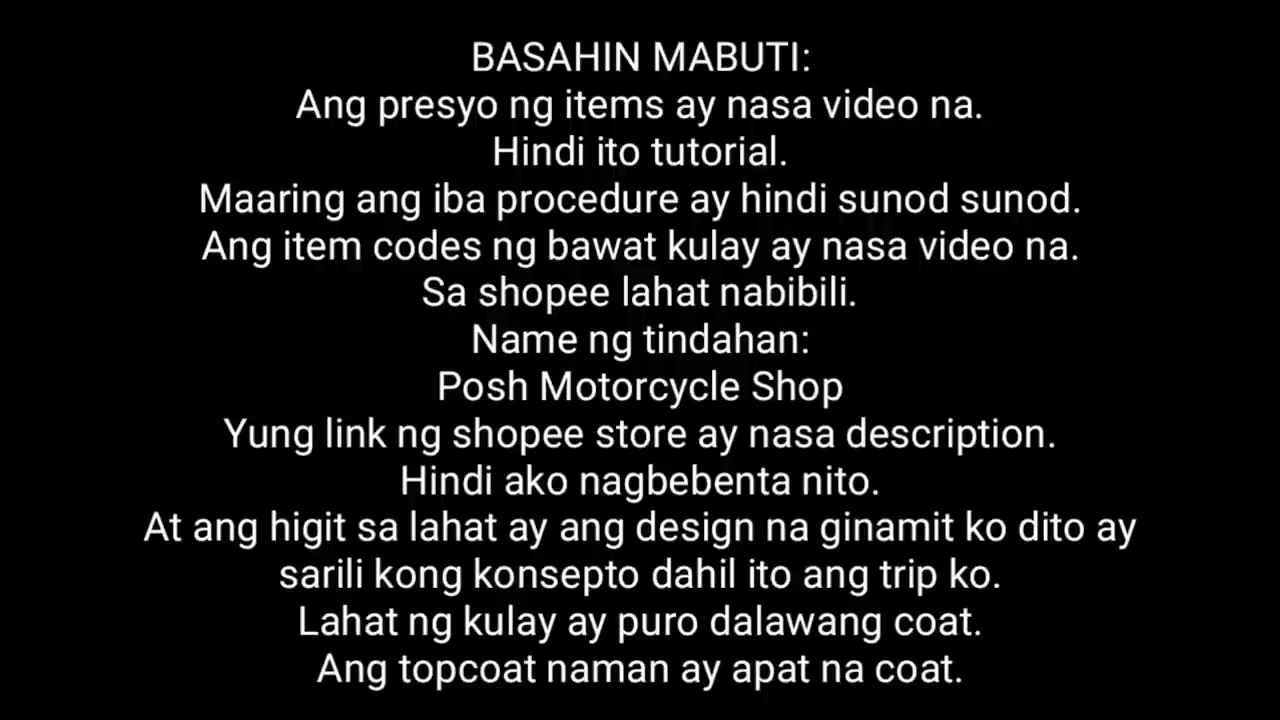 BASAHIN MABUTI:
Ang presyo ng items ay nasa video na.
Hindi ito tutorial.
Maaring ang iba procedure ay hindi sunod sunod.
Ang item codes ng bawat kulay ay nasa video na.
Sa shopee lahat nabibili.
Name ng tindahan:
Posh Motorcycle Shop
Yung link ng shopee store ay nasa description.
Hindi ako nagbebenta nito.
At ang higit sa lahat ay ang design na ginamit ko dito ay
sarili kong konsepto dahil ito ang trip ko.
Lahat ng kulay ay puro dalawang coat.
Ang topcoat naman ay apat na coat.